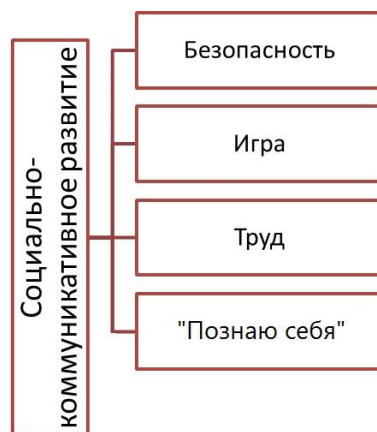 Социально-
коммуникативное развитие
Безопасность
Игра
Труд
"Познаю себя"